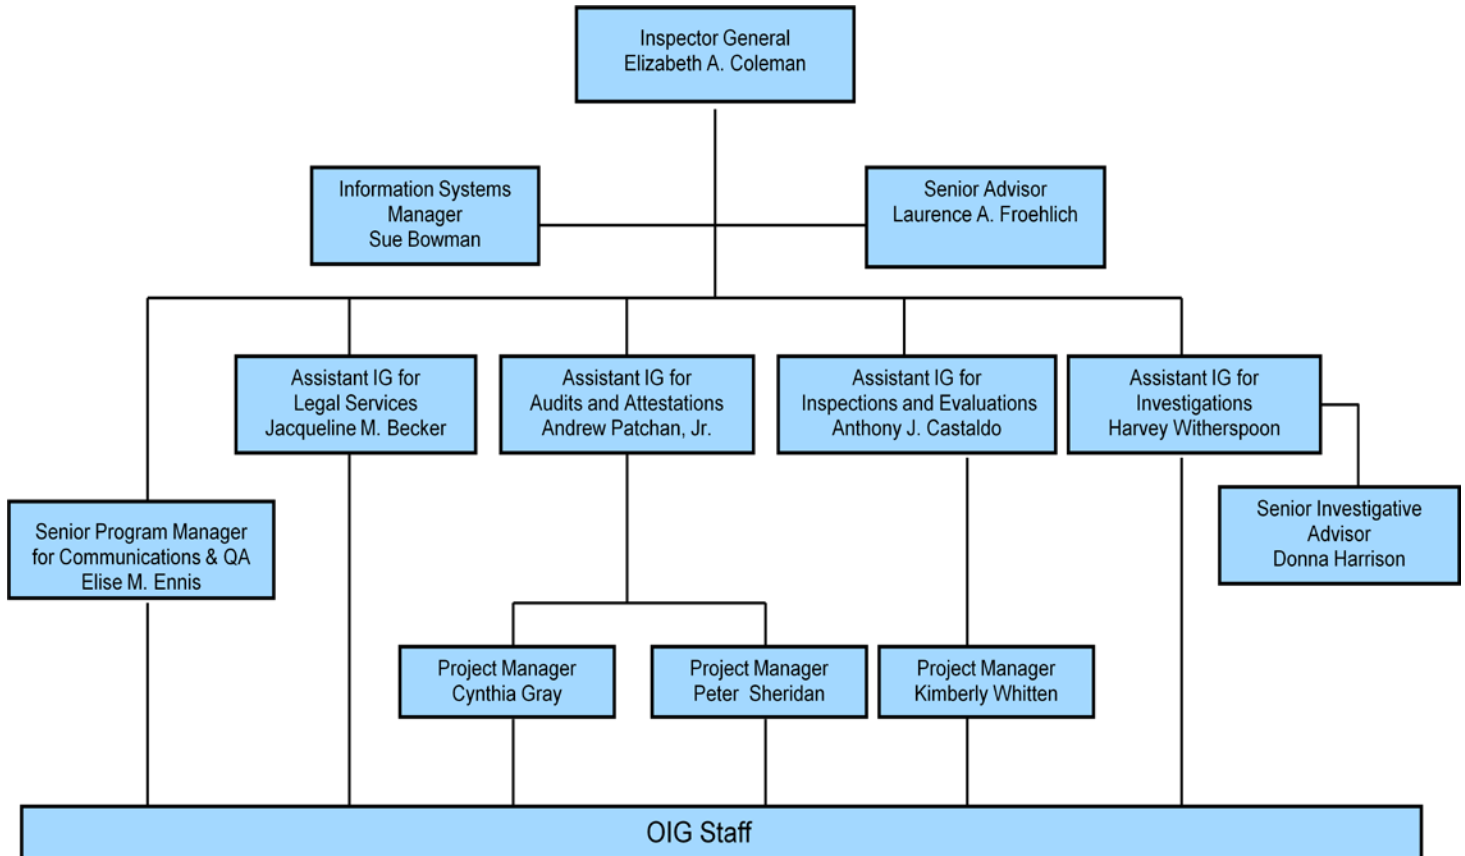 Inspector General
Elizabeth A. Coleman
Information Systems
Manager
Sue Bowman
Senior Advisor
Laurence A. Froehlich
Assistant IG for
Legal Services
Jacqueline M. Becker
Assistant IG for
Audits and Attestations
Andrew Patchan, Jr.
Assistant IG for
Inspections and Evaluations
Anthony J. Castaldo
Assistant IG for
Investigations
Harvey Witherspoon
Senior Program Manager
for Communications & QA
Elise M. Ennis
Senior Investigative
Advisor
Donna Harrison
Project Manager
Cynthia Gray
Project Manager
Peter Sheridan
Project Manager
Kimberly Whitten
OIG Staff